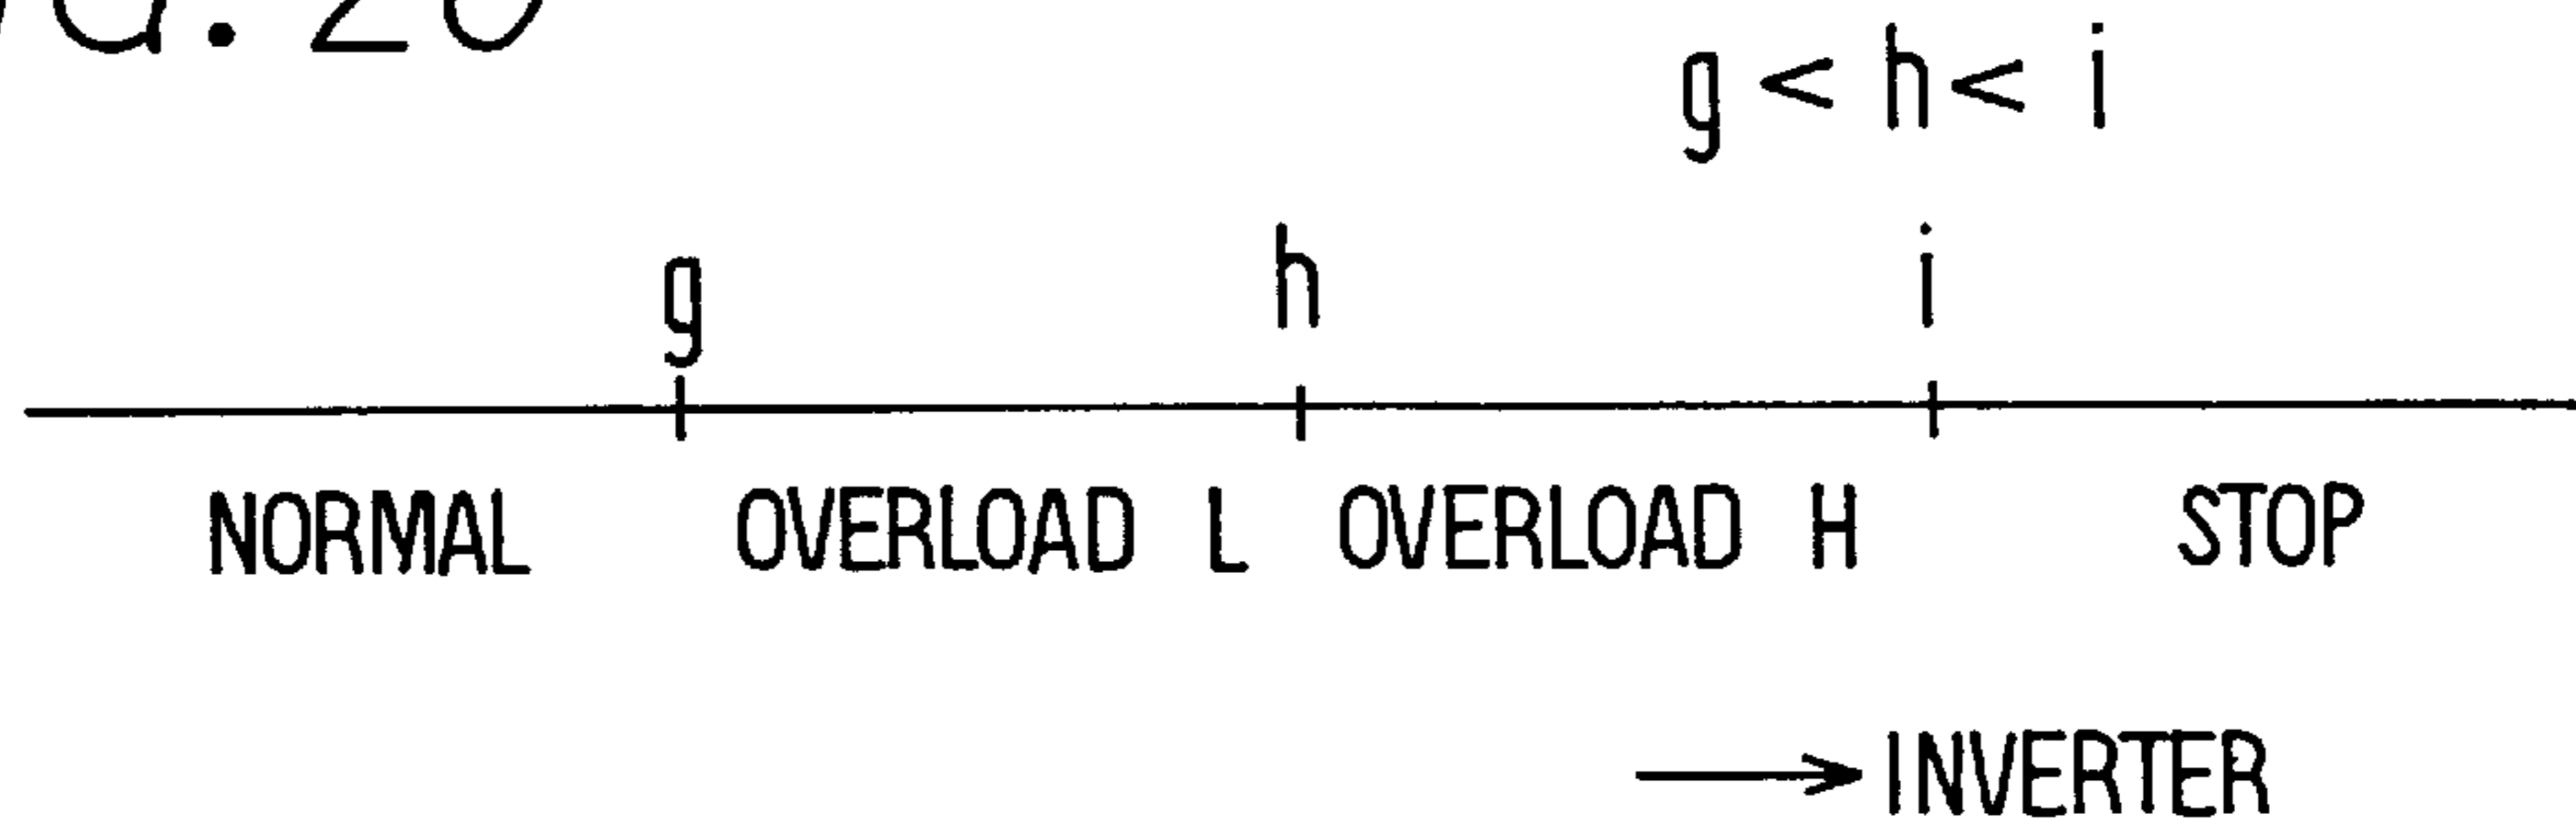 g < h < i
g h i
NORMAL OVERLOAD L OVERLOAD H STOP
→ INVERTER